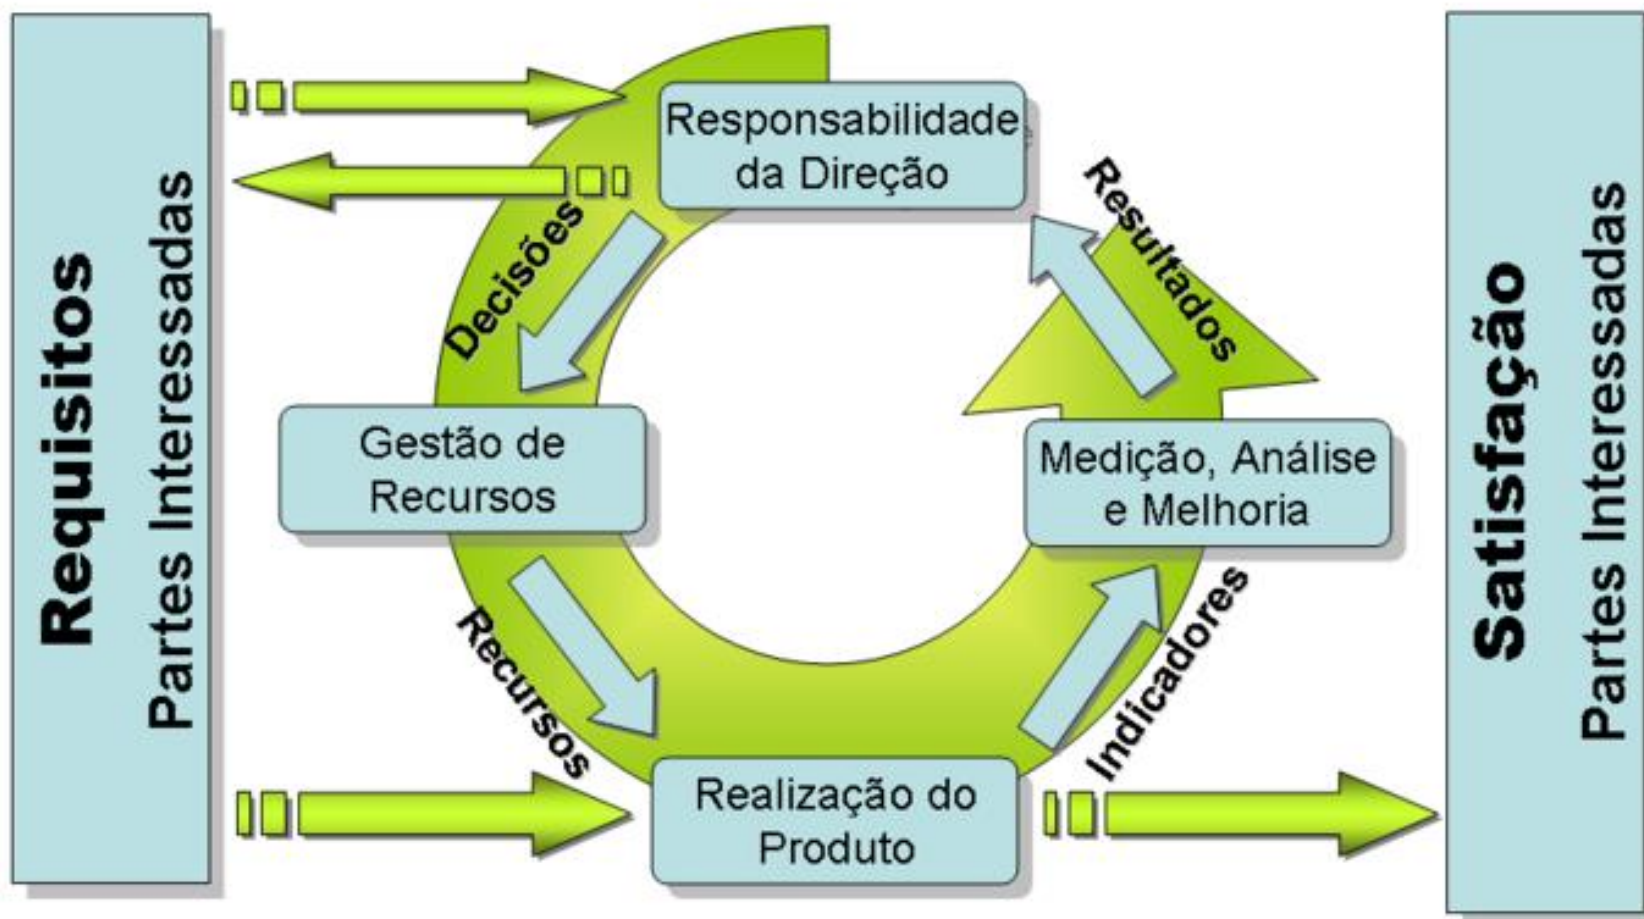 Requisitos
Partes Interessadas
Responsabilidade
da Direção
Decisões
Resultados
Gestão de
Recursos
Medição, Análise
e Melhoria
Recursos
Indicadores
Realização do
Produto
Satisfação
Partes Interessadas